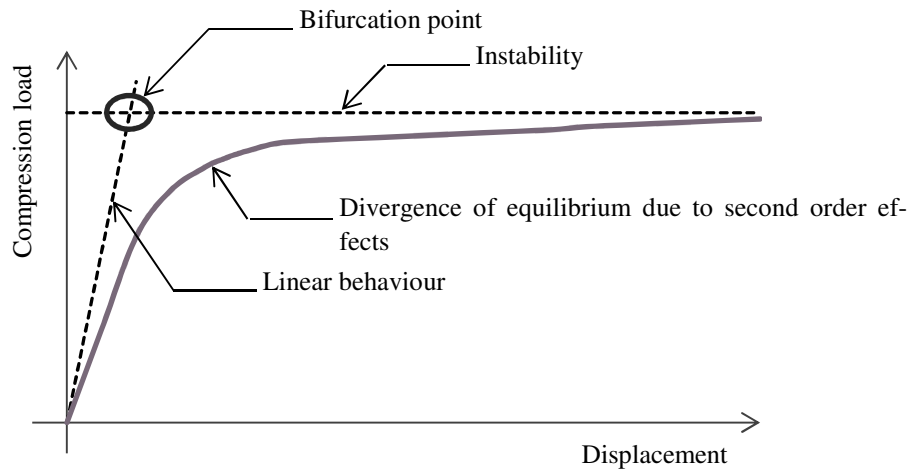 Bifurcation point
Instability
Compression load
Divergence of equilibrium due to second order ef-
fects
Linear behaviour
Displacement